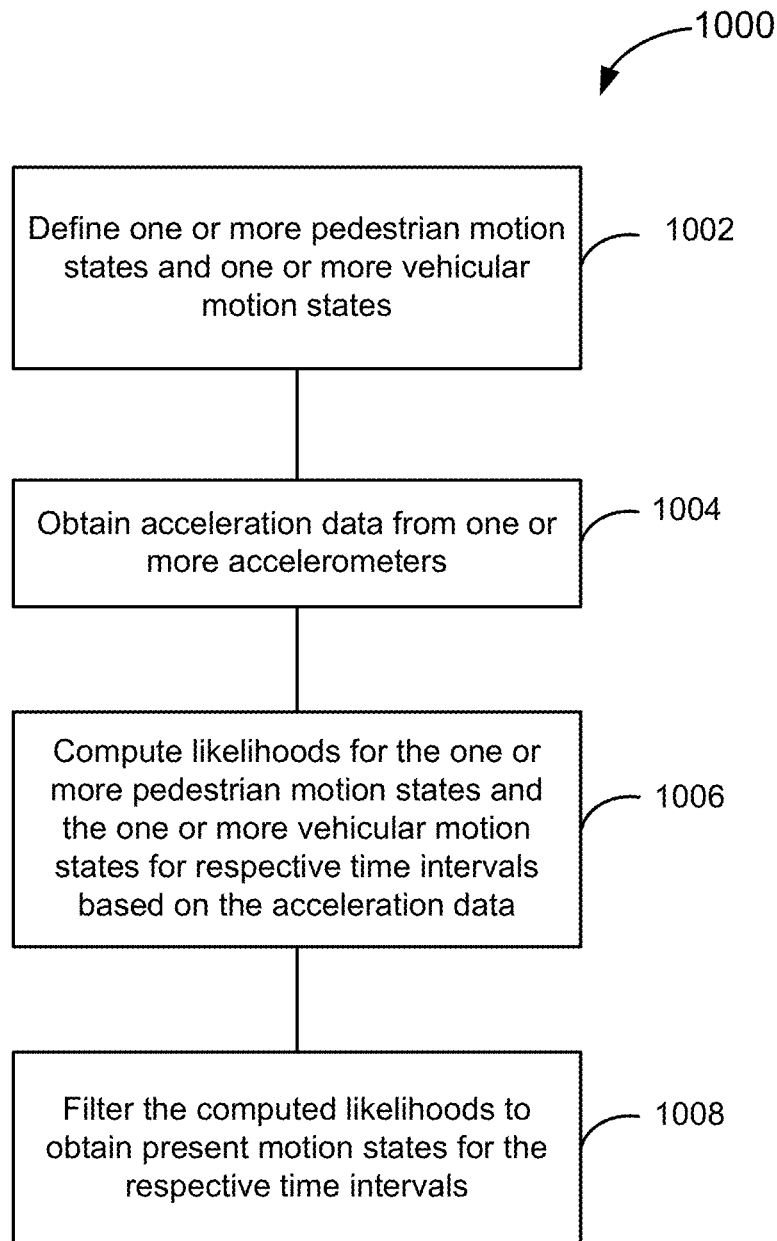 1000
Define one or more pedestrian motion
states and one or more vehicular
motion states
1002
Obtain acceleration data from one or
more accelerometers
1004
Compute likelihoods for the one or
more pedestrian motion states and
the one or more vehicular motion
states for respective time intervals
based on the acceleration data
1006
Filter the computed likelihoods to
obtain present motion states for the
respective time intervals
1008